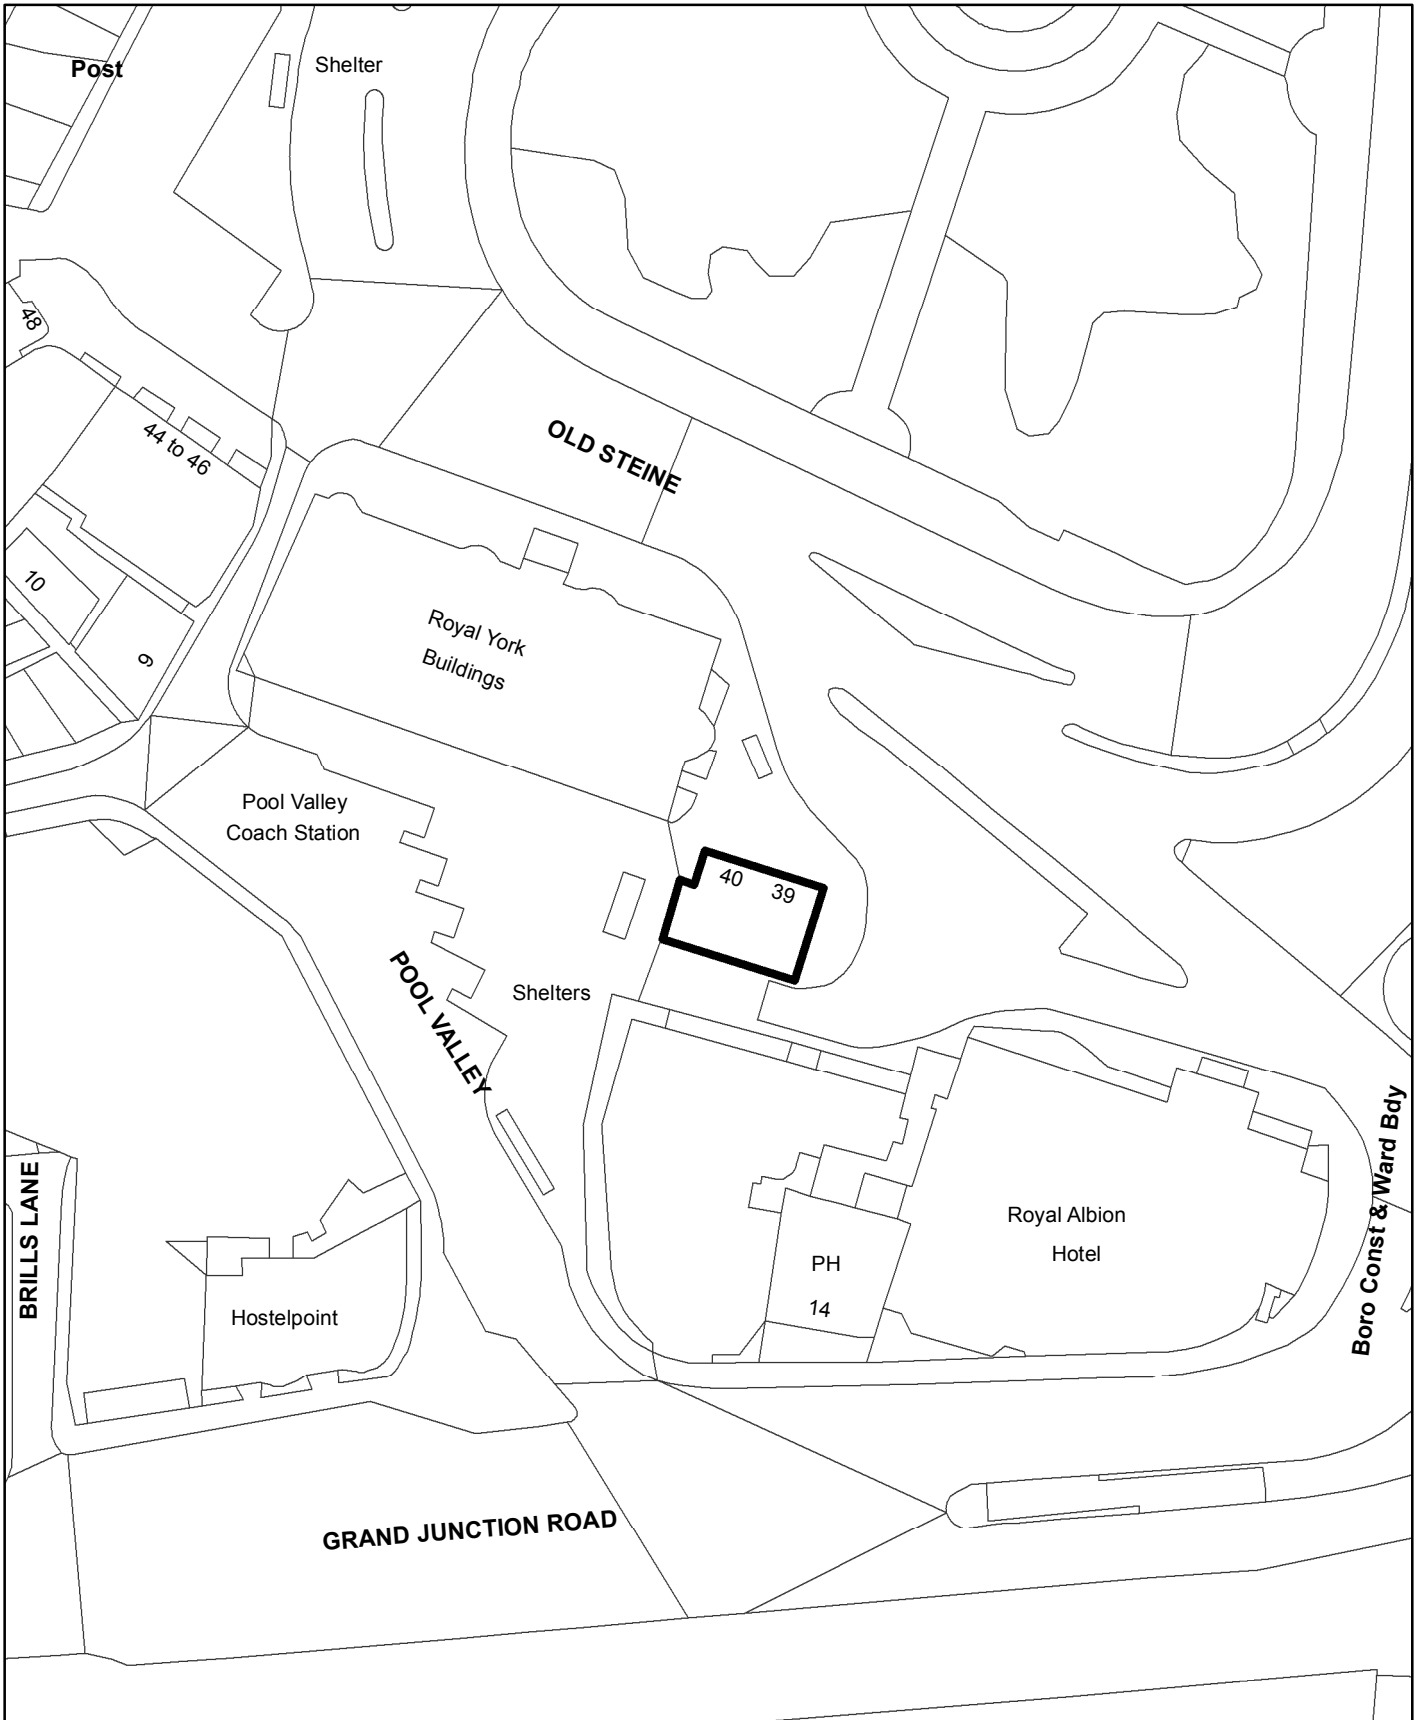 Post
Shelter
48
44 to 46
OLD STEINE
10
9
Royal York
Buildings
Pool Valley
Coach Station
40 39
POOL VALLEY
Shelters
BRILLS LANE
Boro Const & Ward Bdy
Royal Albion
Hotel
PH
14
Hostelpoint
GRAND JUNCTION ROAD